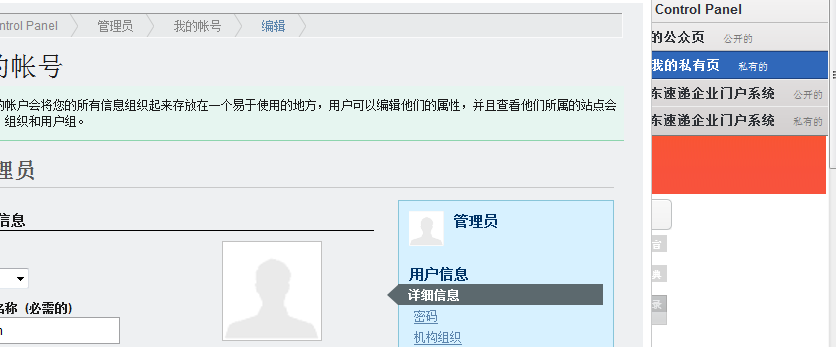 ntrol Panel 管理员 我的帐号 编辑
的帐号
的帐户会将您的所有信息组织起来存放在一个易于使用的地方，用户可以编辑他们的属性，并且查看他们所属的站点会
组织和用户组。
理员
信息
名称（必需的）
n
管理员
用户信息
详细信息
密码
机构组织
Control Panel
的公众页 公开的
我的私有页 私有的
东速递企业门户系统 公开的
东速递企业门户系统 私有的
官
典
录